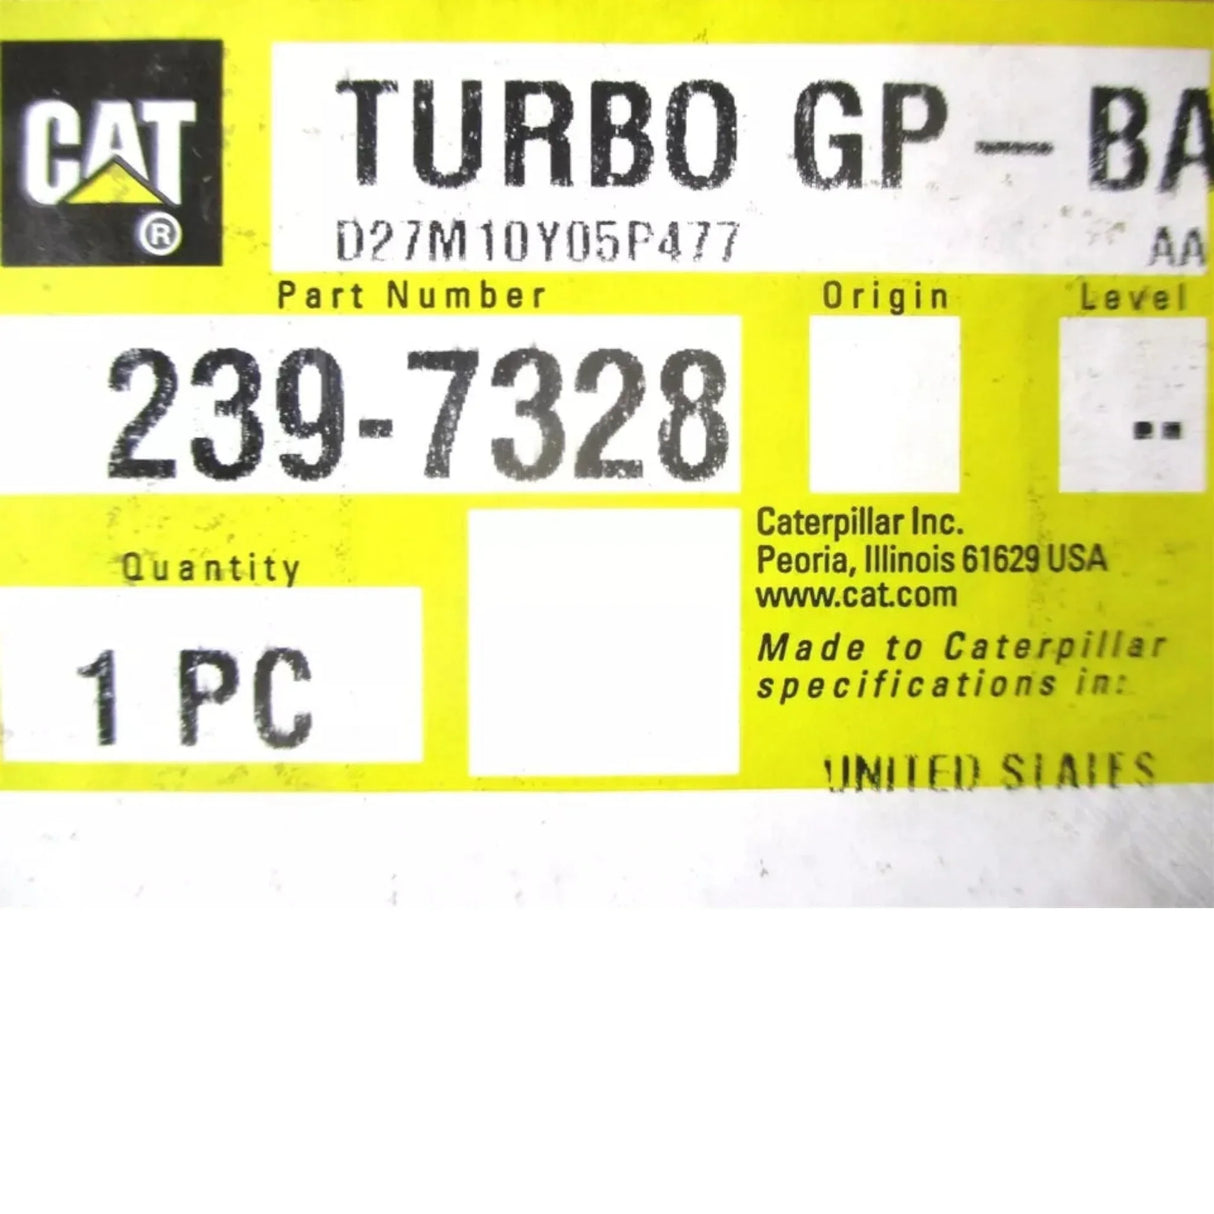 CAT
®
TURBO GP - BA
D27M10Y05P477 AA
Part Number Origin Level
239-7328 --
Quantity
1 PC
Caterpillar Inc.
Peoria, Illinois 61629 USA
www.cat.com
Made to Caterpillar
specifications in:
UNITED STATES